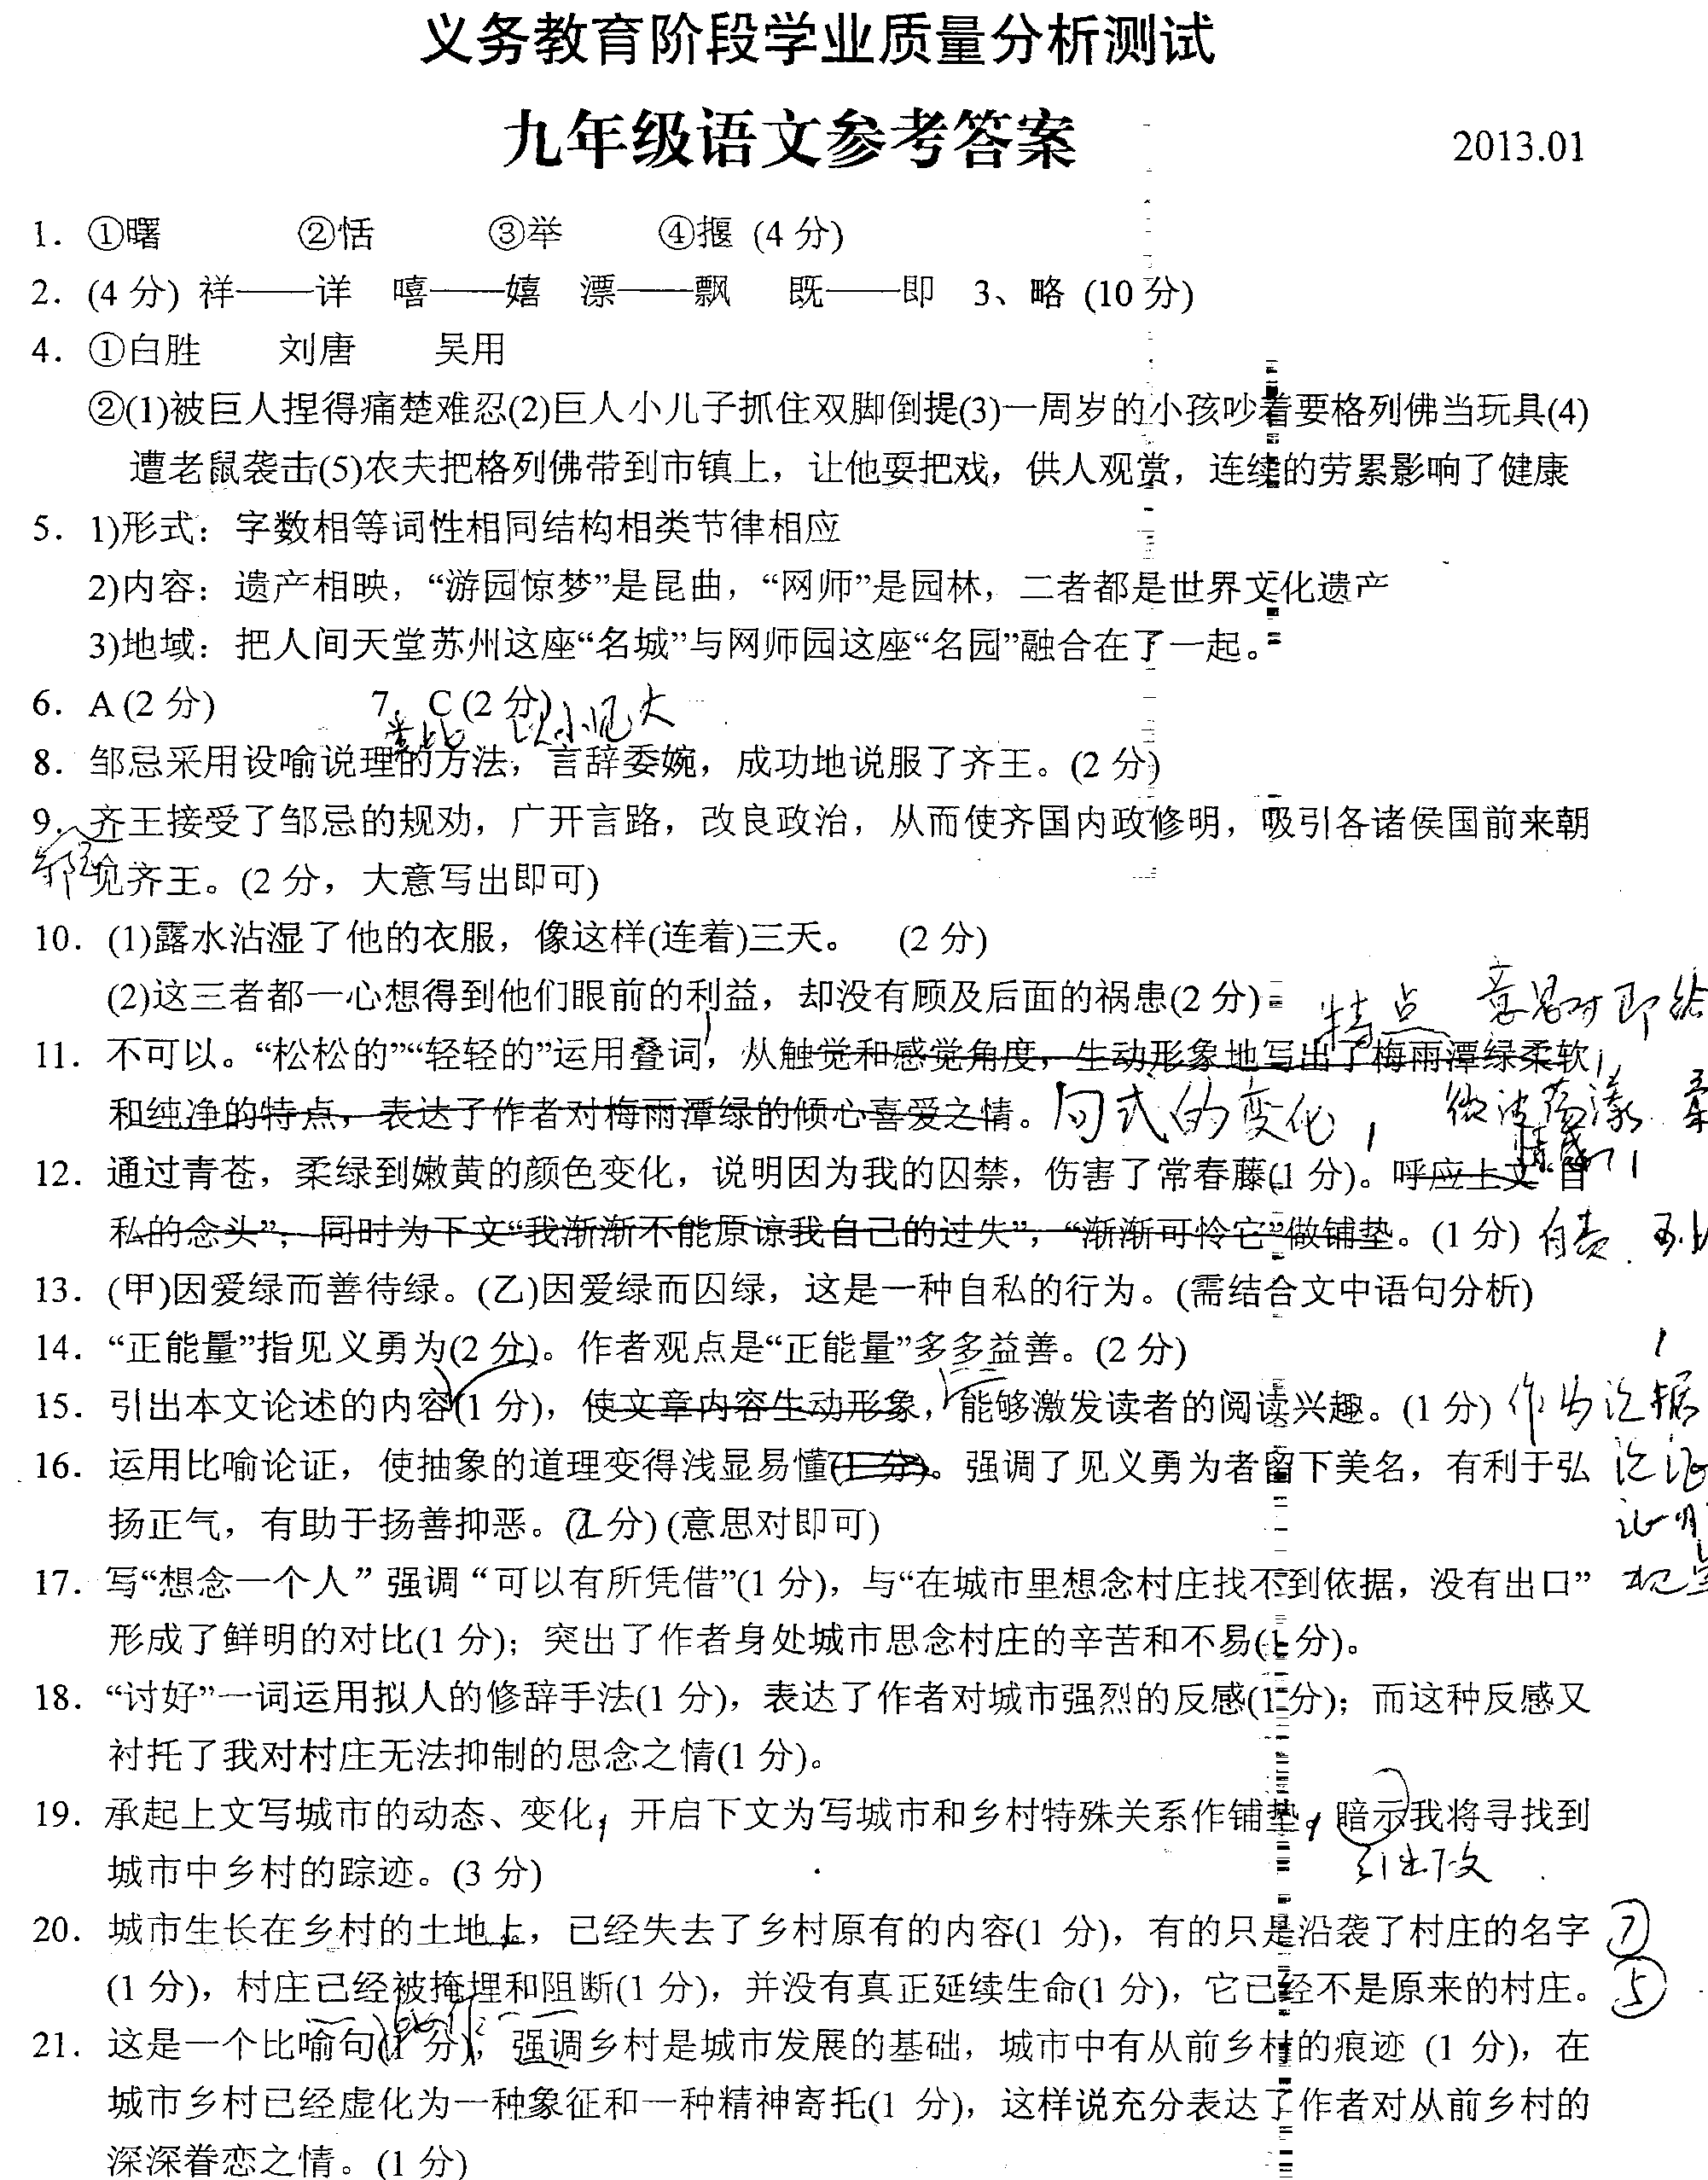 义务教育阶段学业质量分析测试
九年级语文参考答案
2013.01
1. ①曙 ②恬 ③举 ④揠 (4 分)
2. (4 分) 祥——详 嘻——嬉 漂——飘 既——即 3、略 (10 分)
4. ①白胜 刘唐 吴用
②(1)被巨人捏得痛楚难忍(2)巨人小儿子抓住双脚倒提(3)一周岁的小孩吵着要格列佛当玩具(4)
遭老鼠袭击(5)农夫把格列佛带到市镇上，让他耍把戏，供人观赏，连续的劳累影响了健康
5. 1)形式：字数相等词性相同结构相类节律相应
2)内容：遗产相映，“游园惊梦”是昆曲，“网师”是园林，二者都是世界文化遗产
3)地域：把人间天堂苏州这座“名城”与网师园这座“名园”融合在了一起。
6. A (2 分) 7. C (2 分)
类比 以小见大
8. 邹忌采用设喻说理的方法，言辞委婉，成功地说服了齐王。(2 分)
9. 齐王接受了邹忌的规劝，广开言路，改良政治，从而使齐国内政修明，吸引各诸侯国前来朝
见齐王。(2 分，大意写出即可)
10. (1)露水沾湿了他的衣服，像这样(连着)三天。 (2 分)
(2)这三者都一心想得到他们眼前的利益，却没有顾及后面的祸患(2 分)
特点 意思对即给
11. 不可以。“松松的”“轻轻的”运用叠词，从触觉和感觉角度，生动形象地写出了梅雨潭绿柔软
和纯净的特点，表达了作者对梅雨潭绿的倾心喜爱之情。 句式的变化 1 微波荡漾
情感 1
12. 通过青苍，柔绿到嫩黄的颜色变化，说明因为我的囚禁，伤害了常春藤(1 分)。呼应上文“自
私的念头”；同时为下文“我渐渐不能原谅我自己的过失”，“渐渐可怜它”做铺垫。(1 分) 自责
13. (甲)因爱绿而善待绿。(乙)因爱绿而囚绿，这是一种自私的行为。(需结合文中语句分析)
14. “正能量”指见义勇为(2 分)。作者观点是“正能量”多多益善。(2 分)
15. 引出本文论述的内容(1 分)，使文章内容生动形象，能够激发读者的阅读兴趣。(1 分) 作为论据
16. 运用比喻论证，使抽象的道理变得浅显易懂(1 分)。强调了见义勇为者留下美名，有利于弘 论证
扬正气，有助于扬善抑恶。(2 分) (意思对即可) 证明
17. 写“想念一个人” 强调 “可以有所凭借”(1 分)，与“在城市里想念村庄找不到依据，没有出口”
形成了鲜明的对比(1 分)；突出了作者身处城市思念村庄的辛苦和不易(1 分)。
18. “讨好”一词运用拟人的修辞手法(1 分)，表达了作者对城市强烈的反感(1 分)；而这种反感又
衬托了我对村庄无法抑制的思念之情(1 分)。
19. 承起上文写城市的动态、变化，开启下文为写城市和乡村特殊关系作铺垫。暗示我将寻找到
引出下文
城市中乡村的踪迹。(3 分)
20. 城市生长在乡村的土地上，已经失去了乡村原有的内容(1 分)，有的只是沿袭了村庄的名字 ⑦
(1 分)，村庄已经被掩埋和阻断(1 分)，并没有真正延续生命(1 分)，它已经不是原来的村庄。 ⑤
21. 这是一个比喻句(1 分)，强调乡村是城市发展的基础，城市中有从前乡村的痕迹 (1 分)，在
城市乡村已经虚化为一种象征和一种精神寄托(1 分)，这样说充分表达了作者对从前乡村的
深深眷恋之情。(1 分)